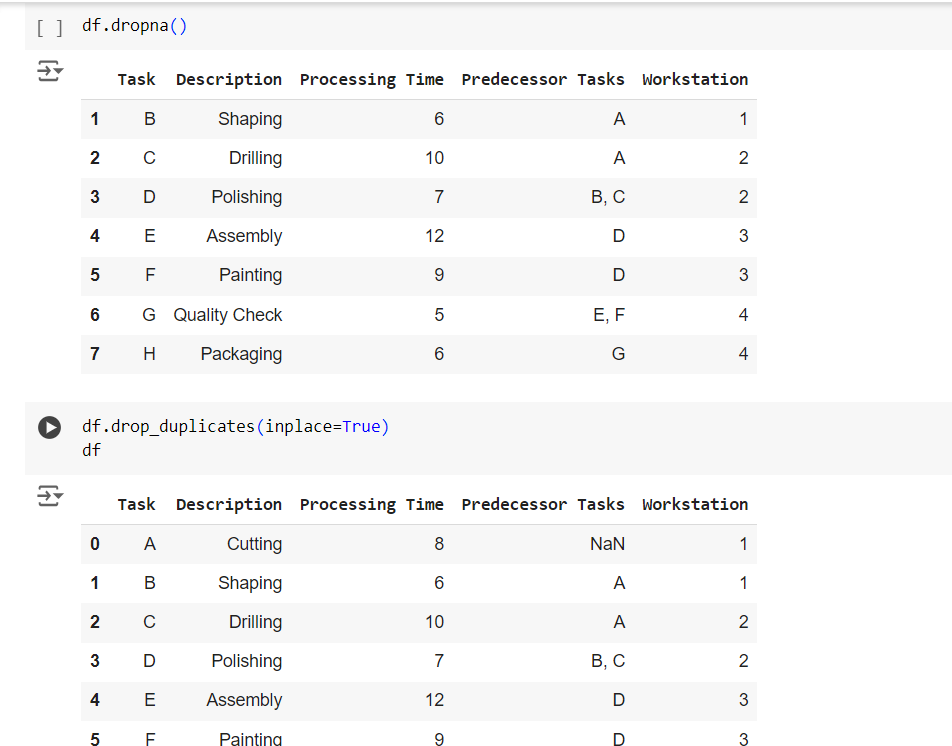 [ ] df.dropna()
Task Description Processing Time Predecessor Tasks Workstation
1 B Shaping 6 A 1
2 C Drilling 10 A 2
3 D Polishing 7 B, C 2
4 E Assembly 12 D 3
5 F Painting 9 D 3
6 G Quality Check 5 E, F 4
7 H Packaging 6 G 4
df.drop_duplicates(inplace=True)
df
Task Description Processing Time Predecessor Tasks Workstation
0 A Cutting 8 NaN 1
1 B Shaping 6 A 1
2 C Drilling 10 A 2
3 D Polishing 7 B, C 2
4 E Assembly 12 D 3
5 F Painting 9 D 3